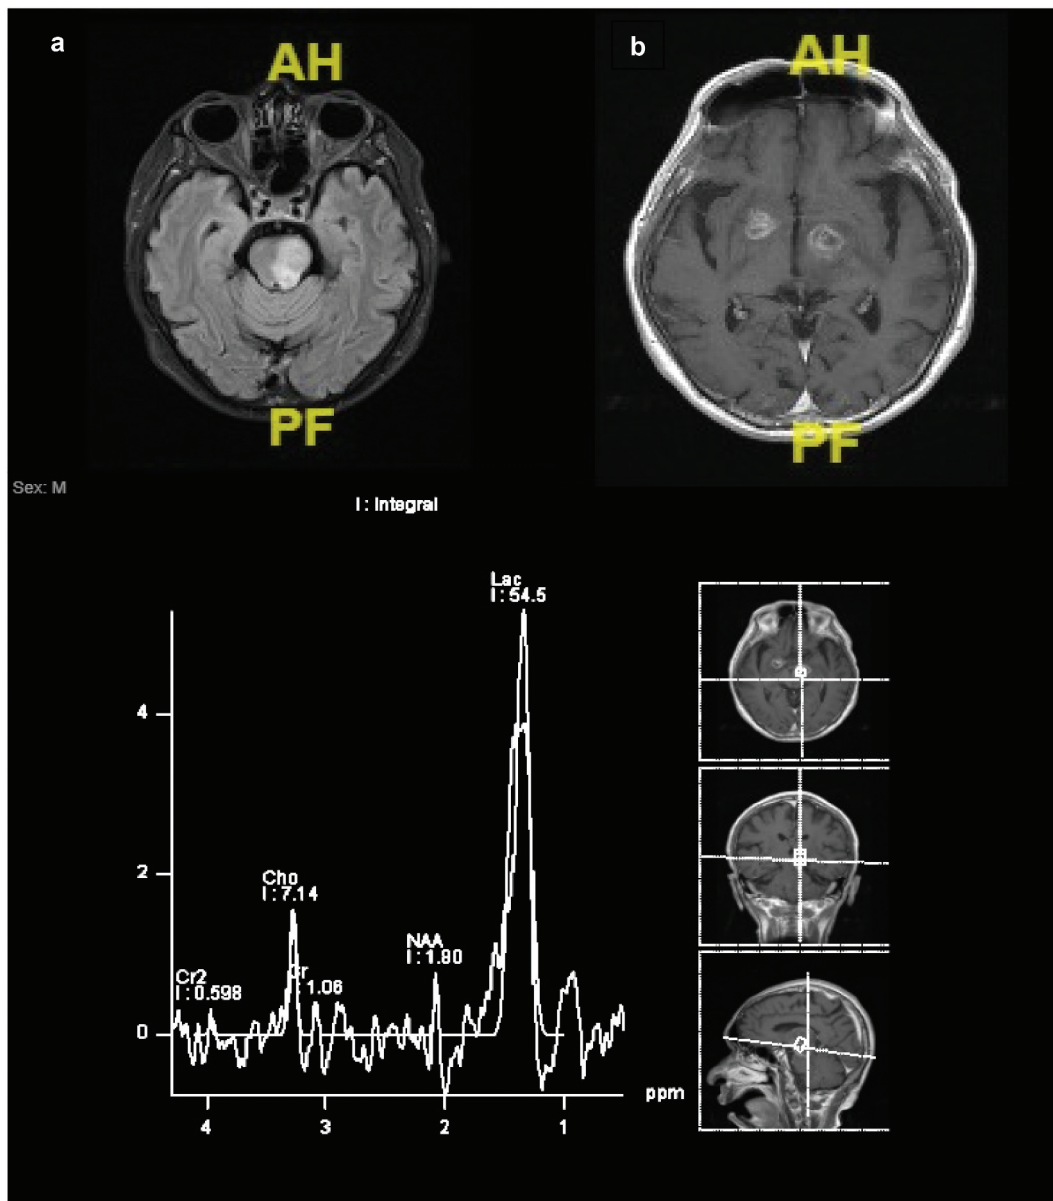 a
AH
PF
b
AH
PF
Sex: M
I : Integral
Lac
I : 54.5
4
2
Cho
I : 7.14
NAA
I : 1.90
Cr2
I : 0.598
1.06
0
ppm
4
3
2
1